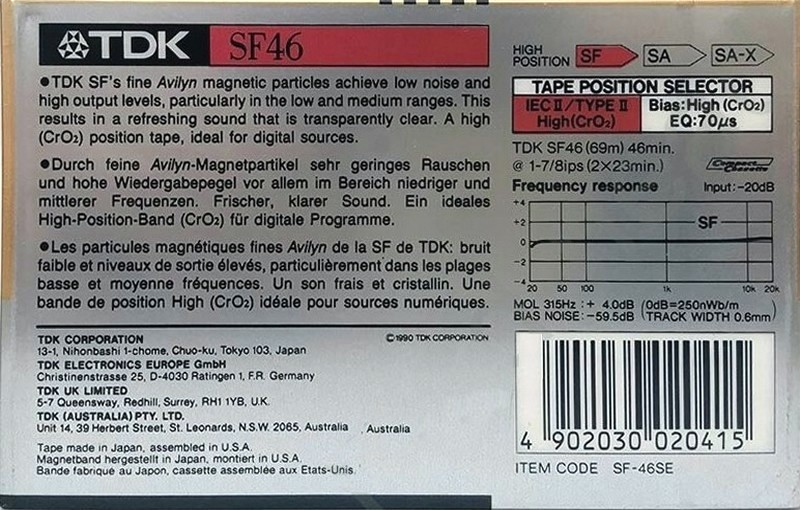 TDK SF46
●TDK SF's fine Avilyn magnetic particles achieve low noise and
high output levels, particularly in the low and medium ranges. This
results in a refreshing sound that is transparently clear. A high
(CrO₂) position tape, ideal for digital sources.
●Durch feine Avilyn-Magnetpartikel sehr geringes Rauschen
und hohe Wiedergabepegel vor allem im Bereich niedriger und
mittlerer Frequenzen. Frischer, klarer Sound. Ein ideales
High-Position-Band (CrO₂) für digitale Programme.
●Les particules magnétiques fines Avilyn de la SF de TDK: bruit
faible et niveaux de sortie élevés, particulièrement dans les plages
basse et moyenne fréquences. Un son frais et cristallin. Une
bande de position High (CrO₂) idéale pour sources numériques.
TDK CORPORATION
©1990 TDK CORPORATION
13-1, Nihonbashi 1-chome, Chuo-ku, Tokyo 103, Japan
TDK ELECTRONICS EUROPE GmbH
Christinenstrasse 25, D-4030 Ratingen 1, F.R. Germany
TDK UK LIMITED
5-7 Queensway, Redhill, Surrey, RH1 1YB, U.K.
TDK (AUSTRALIA) PTY. LTD.
Unit 14, 39 Herbert Street, St. Leonards, N.S.W. 2065, Australia , Australia
Tape made in Japan, assembled in U.S.A.
Magnetband hergestellt in Japan, montiert in U.S.A.
Bande fabriqué au Japon, cassette assemblée aux Etats-Unis.
HIGH
POSITION SF SA SA-X
TAPE POSITION SELECTOR
IEC II/TYPE II
High(CrO₂)
Bias:High (CrO₂)
EQ:70μs
TDK SF46 (69m) 46min.
@ 1-7/8ips (2×23min.)
Compact Cassette
Frequency response Input:-20dB
+4
+2
0
-2
-4
SF
20 50 100 1k 10k 20k
MOL 315Hz :+ 4.0dB (0dB=250nWb/m
BIAS NOISE:-59.5dB TRACK WIDTH 0.6mm)
4 902030 020415
ITEM CODE SF-46SE